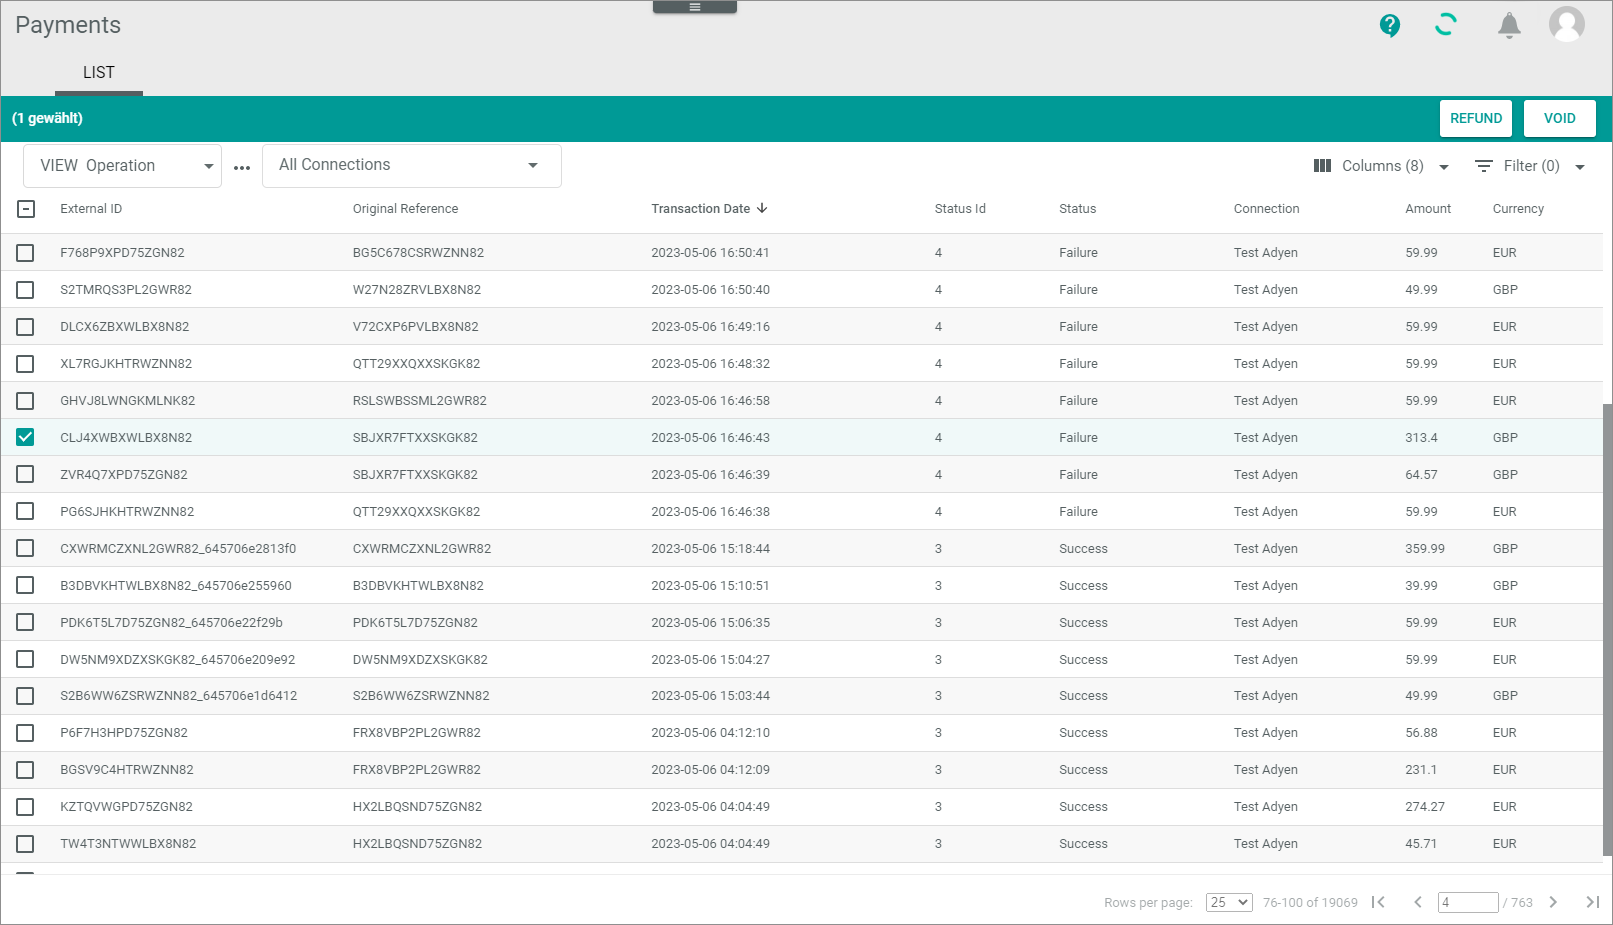 Payments
LIST
(1 gewählt) REFUND VOID
VIEW Operation ••• All Connections Columns (8) Filter (0)
External ID Original Reference Transaction Date Status Id Status Connection Amount Currency
F768P9XPD75ZGN82 BG5C678CSRWZNN82 2023-05-06 16:50:41 4 Failure Test Adyen 59.99 EUR
S2TMRQS3PL2GWR82 W27N28ZRVLBX8N82 2023-05-06 16:50:40 4 Failure Test Adyen 49.99 GBP
DLCX6ZBXWLBX8N82 V72CXP6PVLBX8N82 2023-05-06 16:49:16 4 Failure Test Adyen 59.99 EUR
XL7RGJKHTRWZNN82 QTT29XXQXXSKGK82 2023-05-06 16:48:32 4 Failure Test Adyen 59.99 EUR
GHVJ8LWNGKMLNK82 RSLSWBSSML2GWR82 2023-05-06 16:46:58 4 Failure Test Adyen 59.99 EUR
CLJ4XWBXWLBX8N82 SBJXR7FTXXSKGK82 2023-05-06 16:46:43 4 Failure Test Adyen 313.4 GBP
ZVR4Q7XPD75ZGN82 SBJXR7FTXXSKGK82 2023-05-06 16:46:39 4 Failure Test Adyen 64.57 GBP
PG6SJHKHTRWZNN82 QTT29XXQXXSKGK82 2023-05-06 16:46:38 4 Failure Test Adyen 59.99 EUR
CXWRMCZXNL2GWR82_645706e2813f0 CXWRMCZXNL2GWR82 2023-05-06 15:18:44 3 Success Test Adyen 359.99 GBP
B3DBVKHTWLBX8N82_645706e255960 B3DBVKHTWLBX8N82 2023-05-06 15:10:51 3 Success Test Adyen 39.99 GBP
PDK6T5L7D75ZGN82_645706e22f29b PDK6T5L7D75ZGN82 2023-05-06 15:06:35 3 Success Test Adyen 59.99 EUR
DW5NM9XDZXSKGK82_645706e209e92 DW5NM9XDZXSKGK82 2023-05-06 15:04:27 3 Success Test Adyen 59.99 EUR
S2B6WW6ZSRWZNN82_645706e1d6412 S2B6WW6ZSRWZNN82 2023-05-06 15:03:44 3 Success Test Adyen 49.99 GBP
P6F7H3HPD75ZGN82 FRX8VBP2PL2GWR82 2023-05-06 04:12:10 3 Success Test Adyen 56.88 EUR
BGSV9C4HTRWZNN82 FRX8VBP2PL2GWR82 2023-05-06 04:12:09 3 Success Test Adyen 231.1 EUR
KZTQVWGPD75ZGN82 HX2LBQSND75ZGN82 2023-05-06 04:04:49 3 Success Test Adyen 274.27 EUR
TW4T3NTWWLBX8N82 HX2LBQSND75ZGN82 2023-05-06 04:04:49 3 Success Test Adyen 45.71 EUR
Rows per page: 25 76-100 of 19069 4 / 763